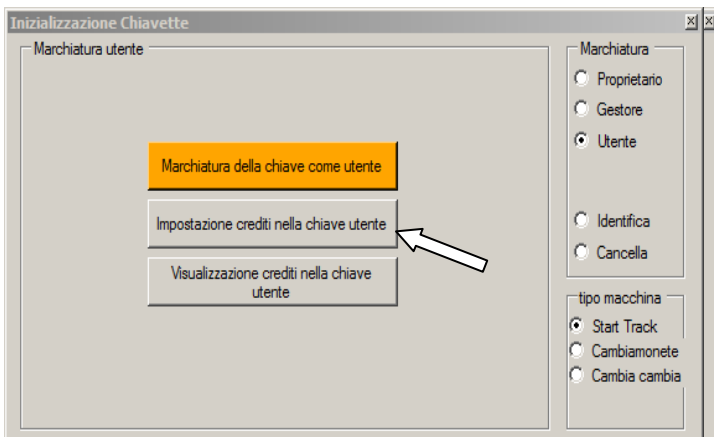 Inizializzazione Chiavette
Marchiatura utente
Marchiatura della chiave come utente
Impostazione crediti nella chiave utente
Visualizzazione crediti nella chiave
utente
Marchiatura
Proprietario
Gestore
Utente
Identifica
Cancella
tipo macchina
Start Track
Cambiamonete
Cambia cambia